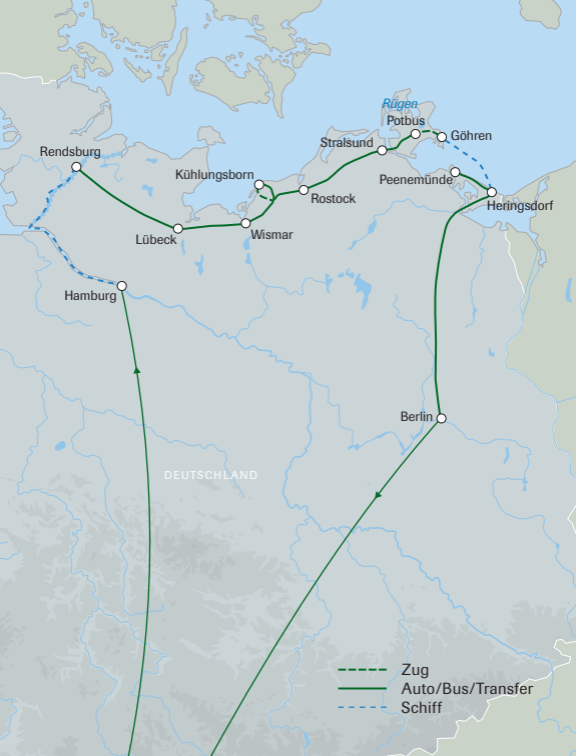 Rügen
Potbus
Göhren
Stralsund
Rendsburg
Kühlungsborn
Peenemünde
Rostock
Heringsdorf
Lübeck
Wismar
Hamburg
Berlin
DEUTSCHLAND
Zug
Auto/Bus/Transfer
Schiff